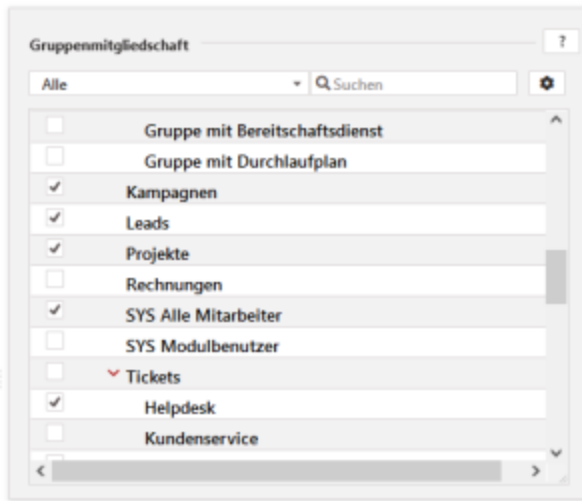 Gruppenmitgliedschaft
?
Alle
Suchen
Gruppe mit Bereitschaftsdienst
Gruppe mit Durchlaufplan
Kampagnen
Leads
Projekte
Rechnungen
SYS Alle Mitarbeiter
SYS Modulbenutzer
Tickets
Helpdesk
Kundenservice